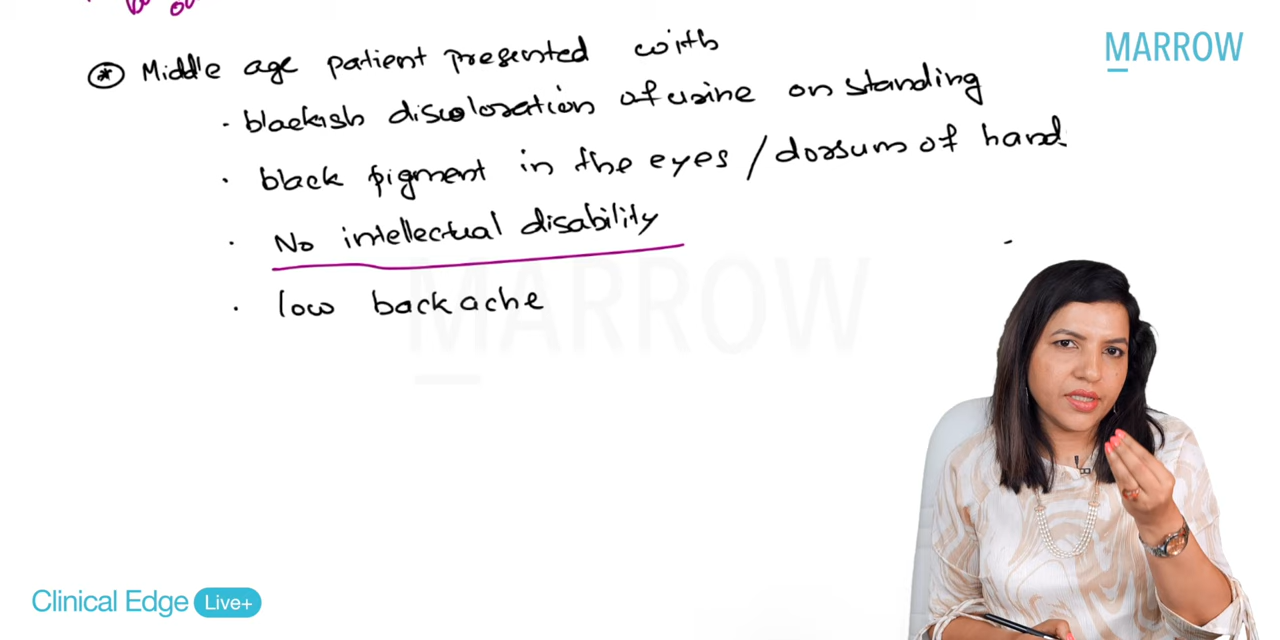 MARROW
* Middle age patient presented with
· blackish discoloration of urine on standing
· black pigment in the eyes / dorsum of hand
· No intellectual disability
· low backache
MARROW
Clinical Edge Live+